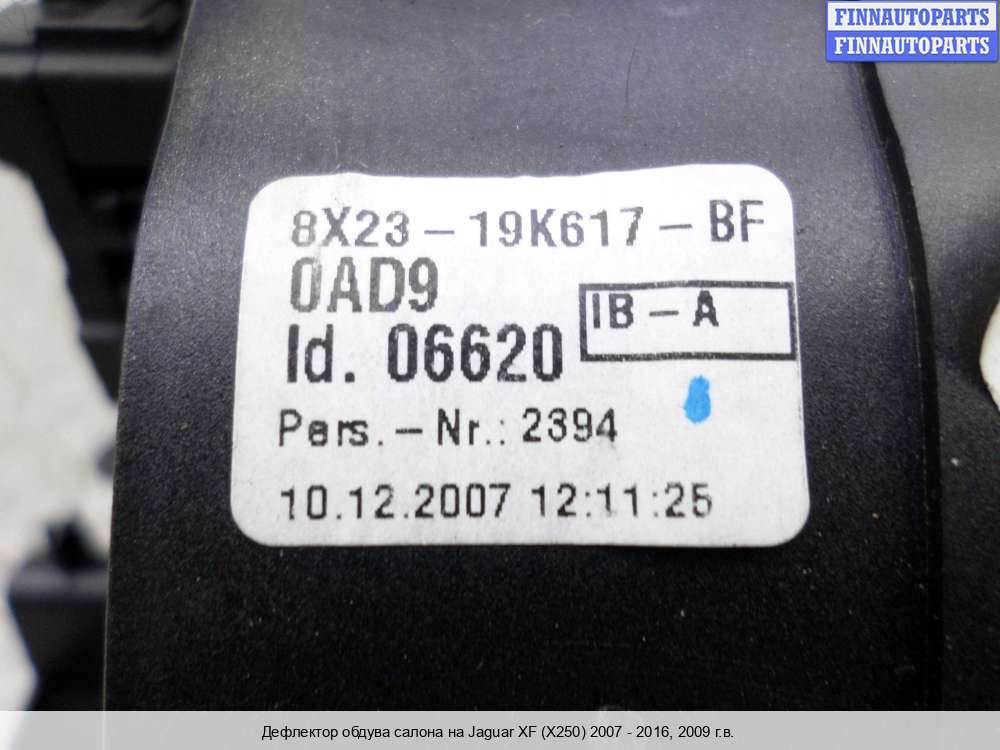 FINNAUTOPARTS
FINNAUTOPARTS
8X23-19K617-BF
0AD9
IB-A
Id. 06620
Pers.-Nr.: 2394
10.12.2007 12:11:25
Дефлектор обдува салона на Jaguar XF (X250) 2007 - 2016, 2009 г.в.